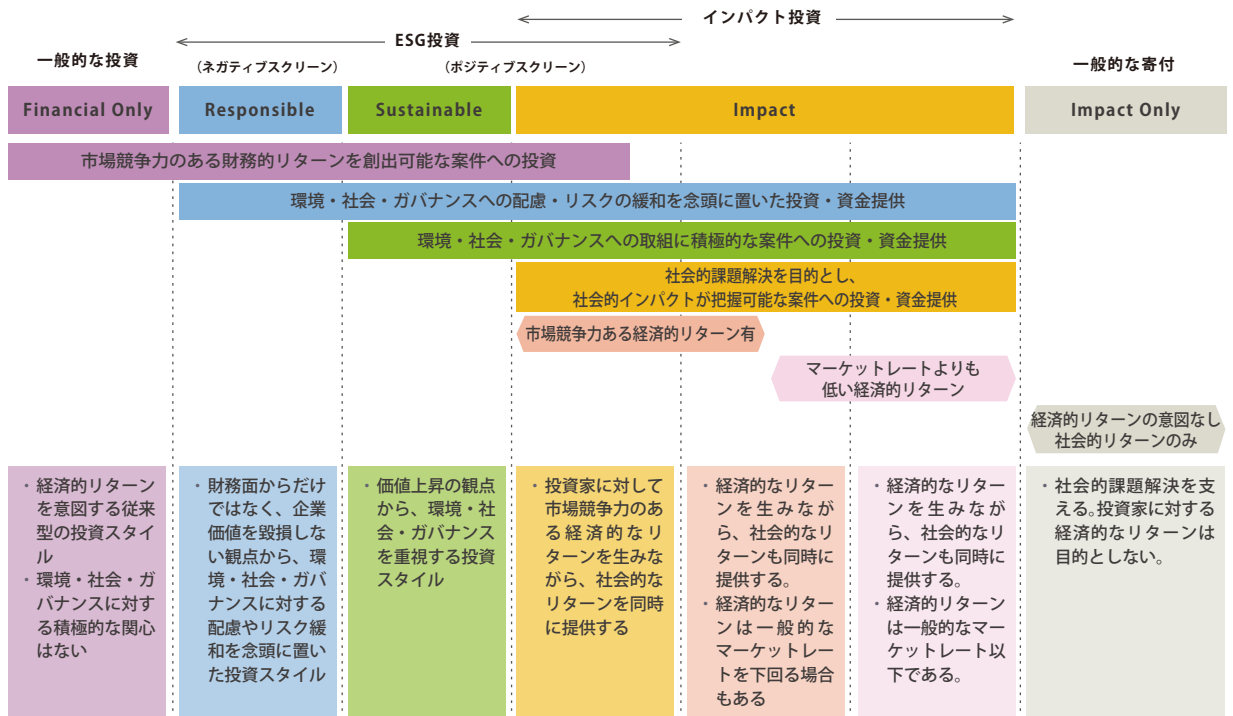 インパクト投資
ESG投資
一般的な投資
（ネガティブスクリーン）
（ポジティブスクリーン）
一般的な寄付
Financial Only
Responsible
Sustainable
Impact
Impact Only
市場競争力のある財務的リターンを創出可能な案件への投資
環境・社会・ガバナンスへの配慮・リスクの緩和を念頭に置いた投資・資金提供
環境・社会・ガバナンスへの取組に積極的な案件への投資・資金提供
社会的課題解決を目的とし、
社会的インパクトが把握可能な案件への投資・資金提供
市場競争力ある経済的リターン有
マーケットレートよりも
低い経済的リターン
経済的リターンの意図なし
社会的リターンのみ
・経済的リターン
を意図する従来
型の投資スタイ
ル
・環境・社会・ガ
バナンスに対す
る積極的な関心
はない
・財務面からだけ
ではなく、企業
価値を毀損しな
い観点から、環
境・社会・ガバ
ナンスに対する
配慮やリスク緩
和を念頭に置い
た投資スタイル
・価値上昇の観点
から、環境・社
会・ガバナンス
を重視する投資
スタイル
・投資家に対して
市場競争力のあ
る経済的なリ
ターンを生みな
がら、社会的な
リターンを同時
に提供する
・経済的なリター
ンを生みなが
ら、社会的なリ
ターンも同時に
提供する。
・経済的なリター
ンは一般的な
マーケットレー
トを下回る場合
もある
・経済的なリター
ンを生みなが
ら、社会的なリ
ターンも同時に
提供する。
・経済的リターン
は一般的なマー
ケットレート以
下である。
・社会的課題解決を支
える。投資家に対する
経済的なリターンは
目的としない。